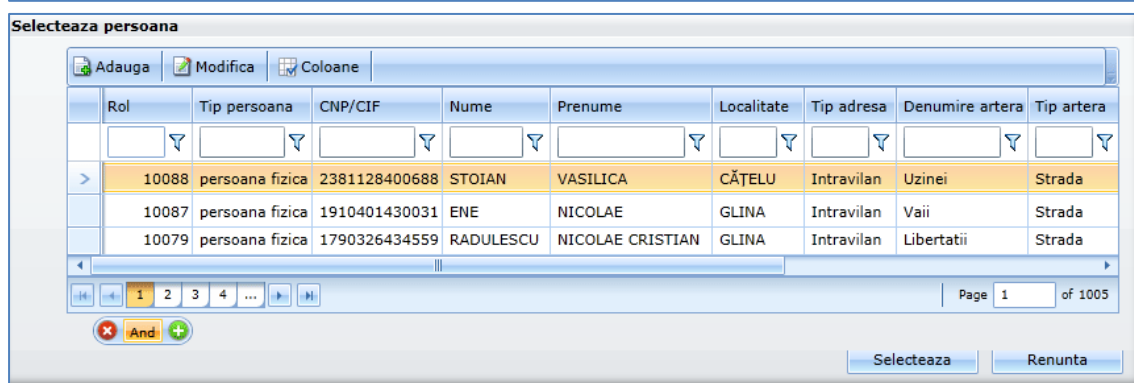 Selecteaza persoana
Adauga Modifica Coloane
Rol Tip persoana CNP/CIF Nume Prenume Localitate Tip adresa Denumire artera Tip artera
10088 persoana fizica 2381128400688 STOIAN VASILICA CĂȚELU Intravilan Uzinei Strada
10087 persoana fizica 1910401430031 ENE NICOLAE GLINA Intravilan Vaii Strada
10079 persoana fizica 1790326434559 RADULESCU NICOLAE CRISTIAN GLINA Intravilan Libertatii Strada
1 2 3 4 ... Page 1 of 1005
And
Selecteaza Renunta